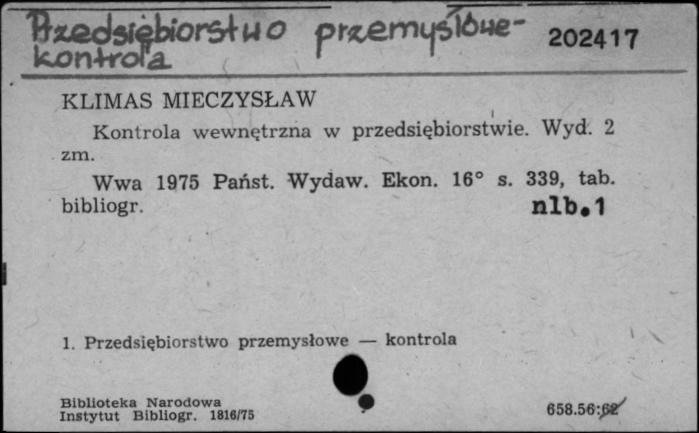 Przedsiębiorstwo przemysłowe- 202417
kontrola
KLIMAS MIECZYSŁAW
Kontrola wewnętrzna w przedsiębiorstwie. Wyd. 2
zm.
Wwa 1975 Państ. Wydaw. Ekon. 16° s. 339, tab.
bibliogr. nlb.1
1. Przedsiębiorstwo przemysłowe — kontrola
Biblioteka Narodowa
Instytut Bibliogr. 1816/75 658.56:62